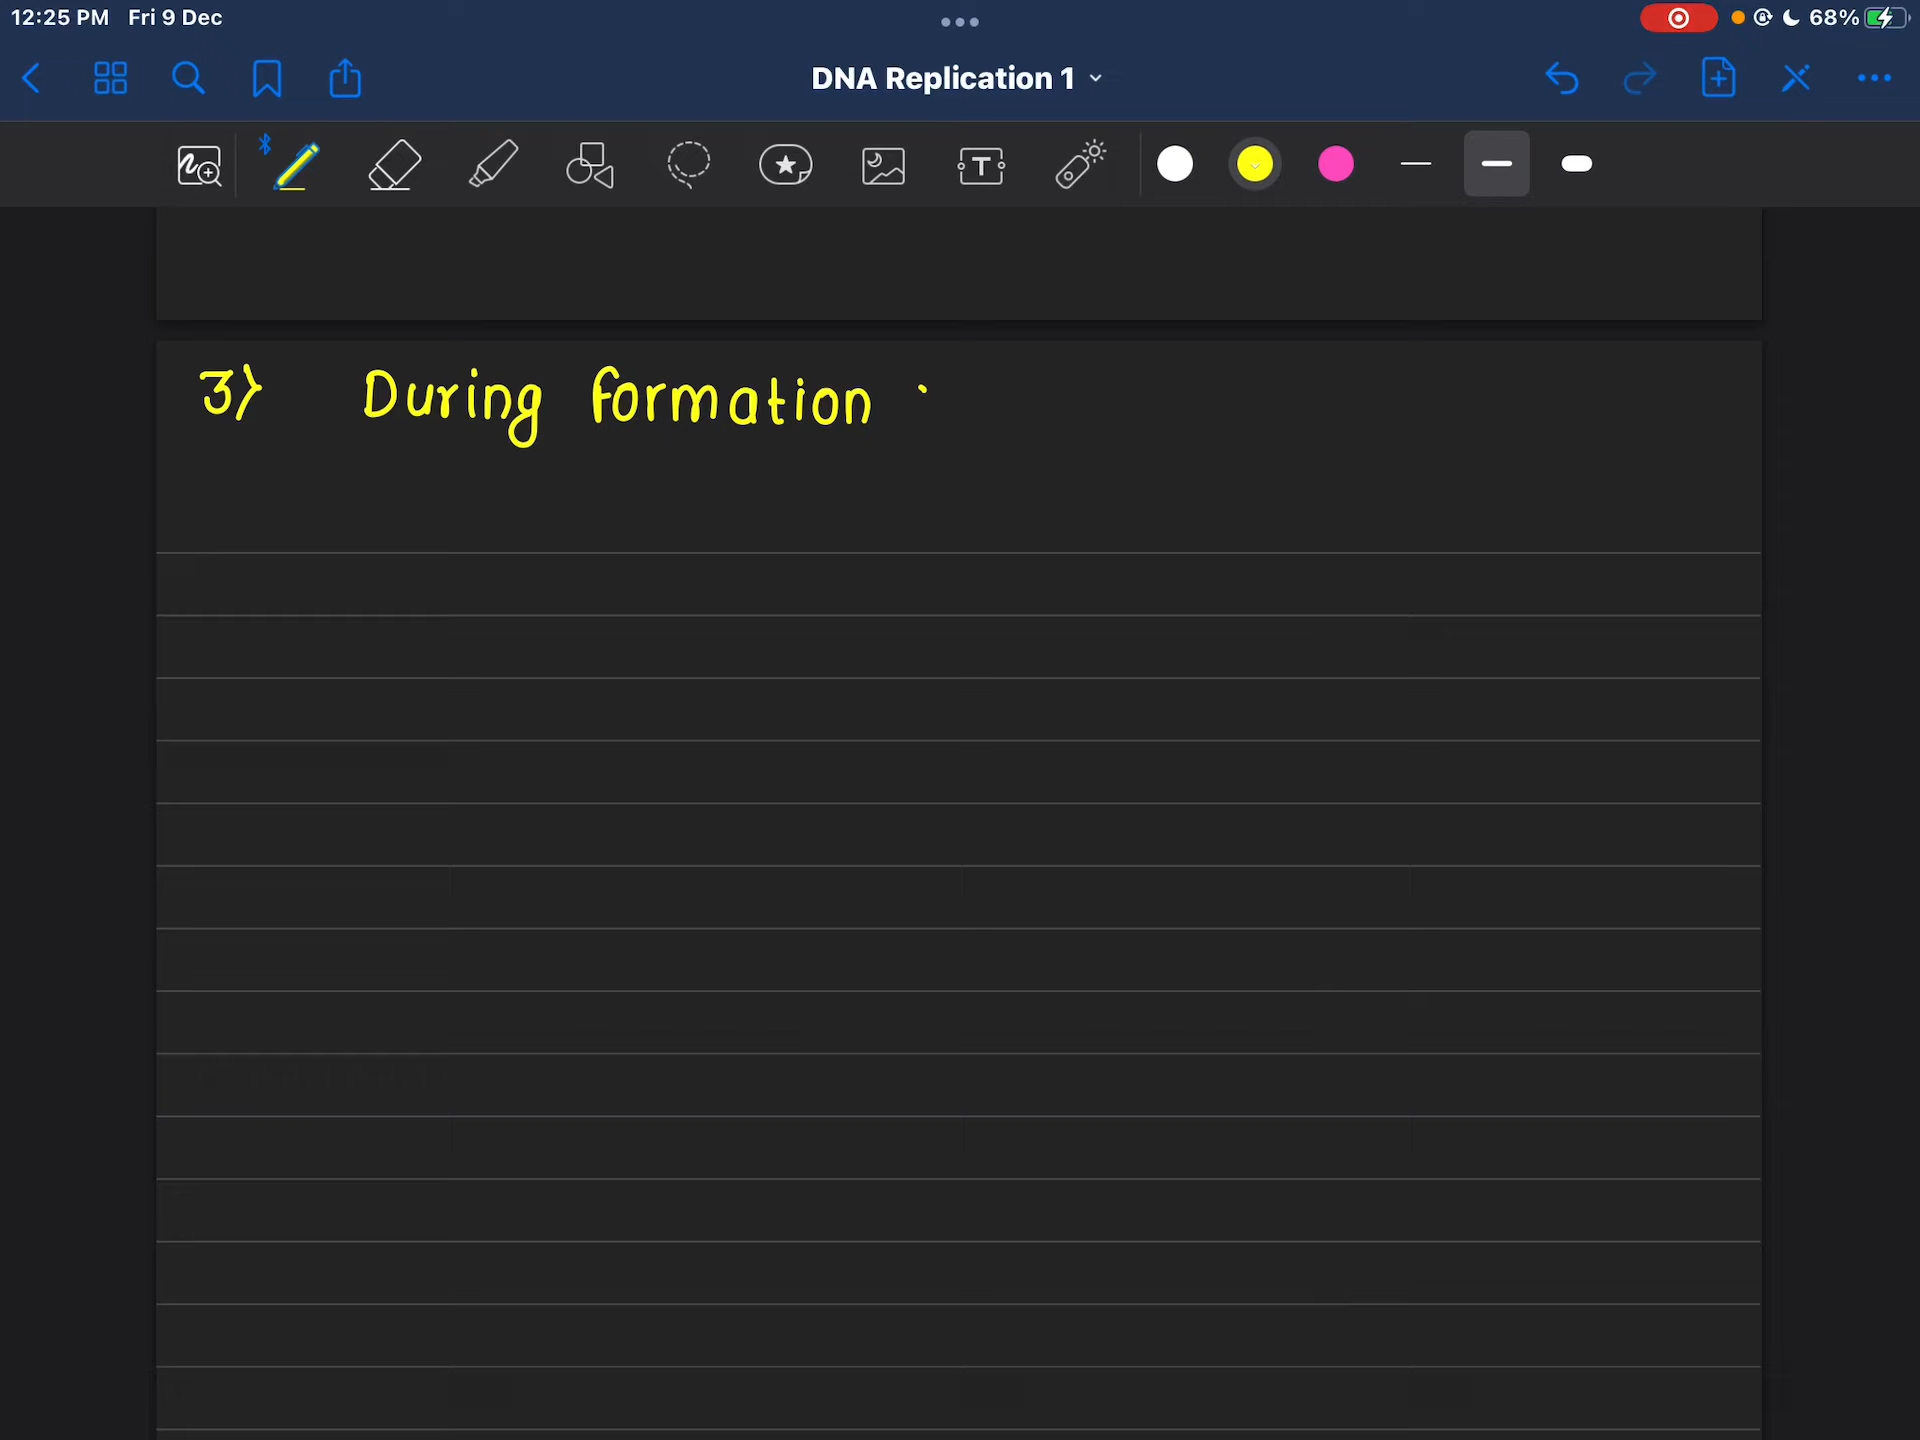 12:25 PM Fri 9 Dec
68%
DNA Replication 1
T
3) During formation